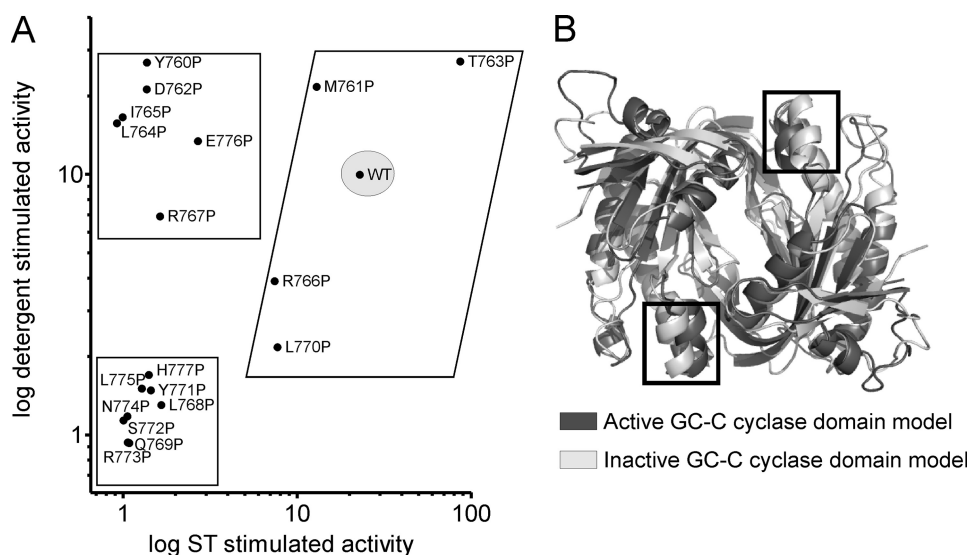 A
B
log detergent stimulated activity
10
1
Y760P
D762P
I765P
L764P
E776P
R767P
M761P
T763P
WT
R766P
L770P
H777P
L775P
Y771P
N774P
L768P
S772P
Q769P
R773P
1
10
100
log ST stimulated activity
Active GC-C cyclase domain model
Inactive GC-C cyclase domain model